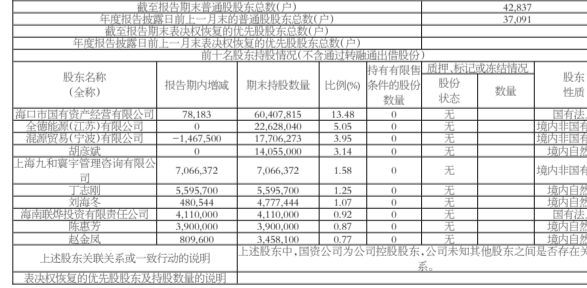 截至报告期末普通股股东总数(户) 42,837
年度报告披露日前上一月末的普通股股东总数(户) 37,091
截至报告期末表决权恢复的优先股股东总数(户)
年度报告披露日前上一月末表决权恢复的优先股股东总数(户)
前十名股东持股情况(不含通过转融通出借股份)
股东名称(全称) 报告期内增减 期末持股数量 比例(%) 持有有限售条件的股份数量 质押、标记或冻结情况 股东性质
股份状态 数量
海口市国有资产经营有限公司 78,183 60,407,815 13.48 0 无 国有法
全德能源(江苏)有限公司 0 22,628,040 5.05 0 无 境内非国有
混源贸易(宁波)有限公司 -1,467,500 17,706,273 3.95 0 无 境内非国有
胡彦斌 0 14,055,000 3.14 0 无 境内自然
上海九和寰宇管理咨询有限公司 7,066,372 7,066,372 1.58 0 无 境内非国有
丁志刚 5,595,700 5,595,700 1.25 0 无 境内自然
刘海冬 480,544 4,777,444 1.07 0 无 境内自然
海南联烨投资有限责任公司 4,110,000 4,110,000 0.92 0 无 国有法
陈惠芳 3,900,000 3,900,000 0.87 0 无 境内自然
赵金凤 809,600 3,458,100 0.77 0 无 境内自然
上述股东关联关系或一致行动的说明 上述股东中,国资公司为公司控股股东,公司未知其他股东之间是否存在关
系。
表决权恢复的优先股股东及持股数量的说明